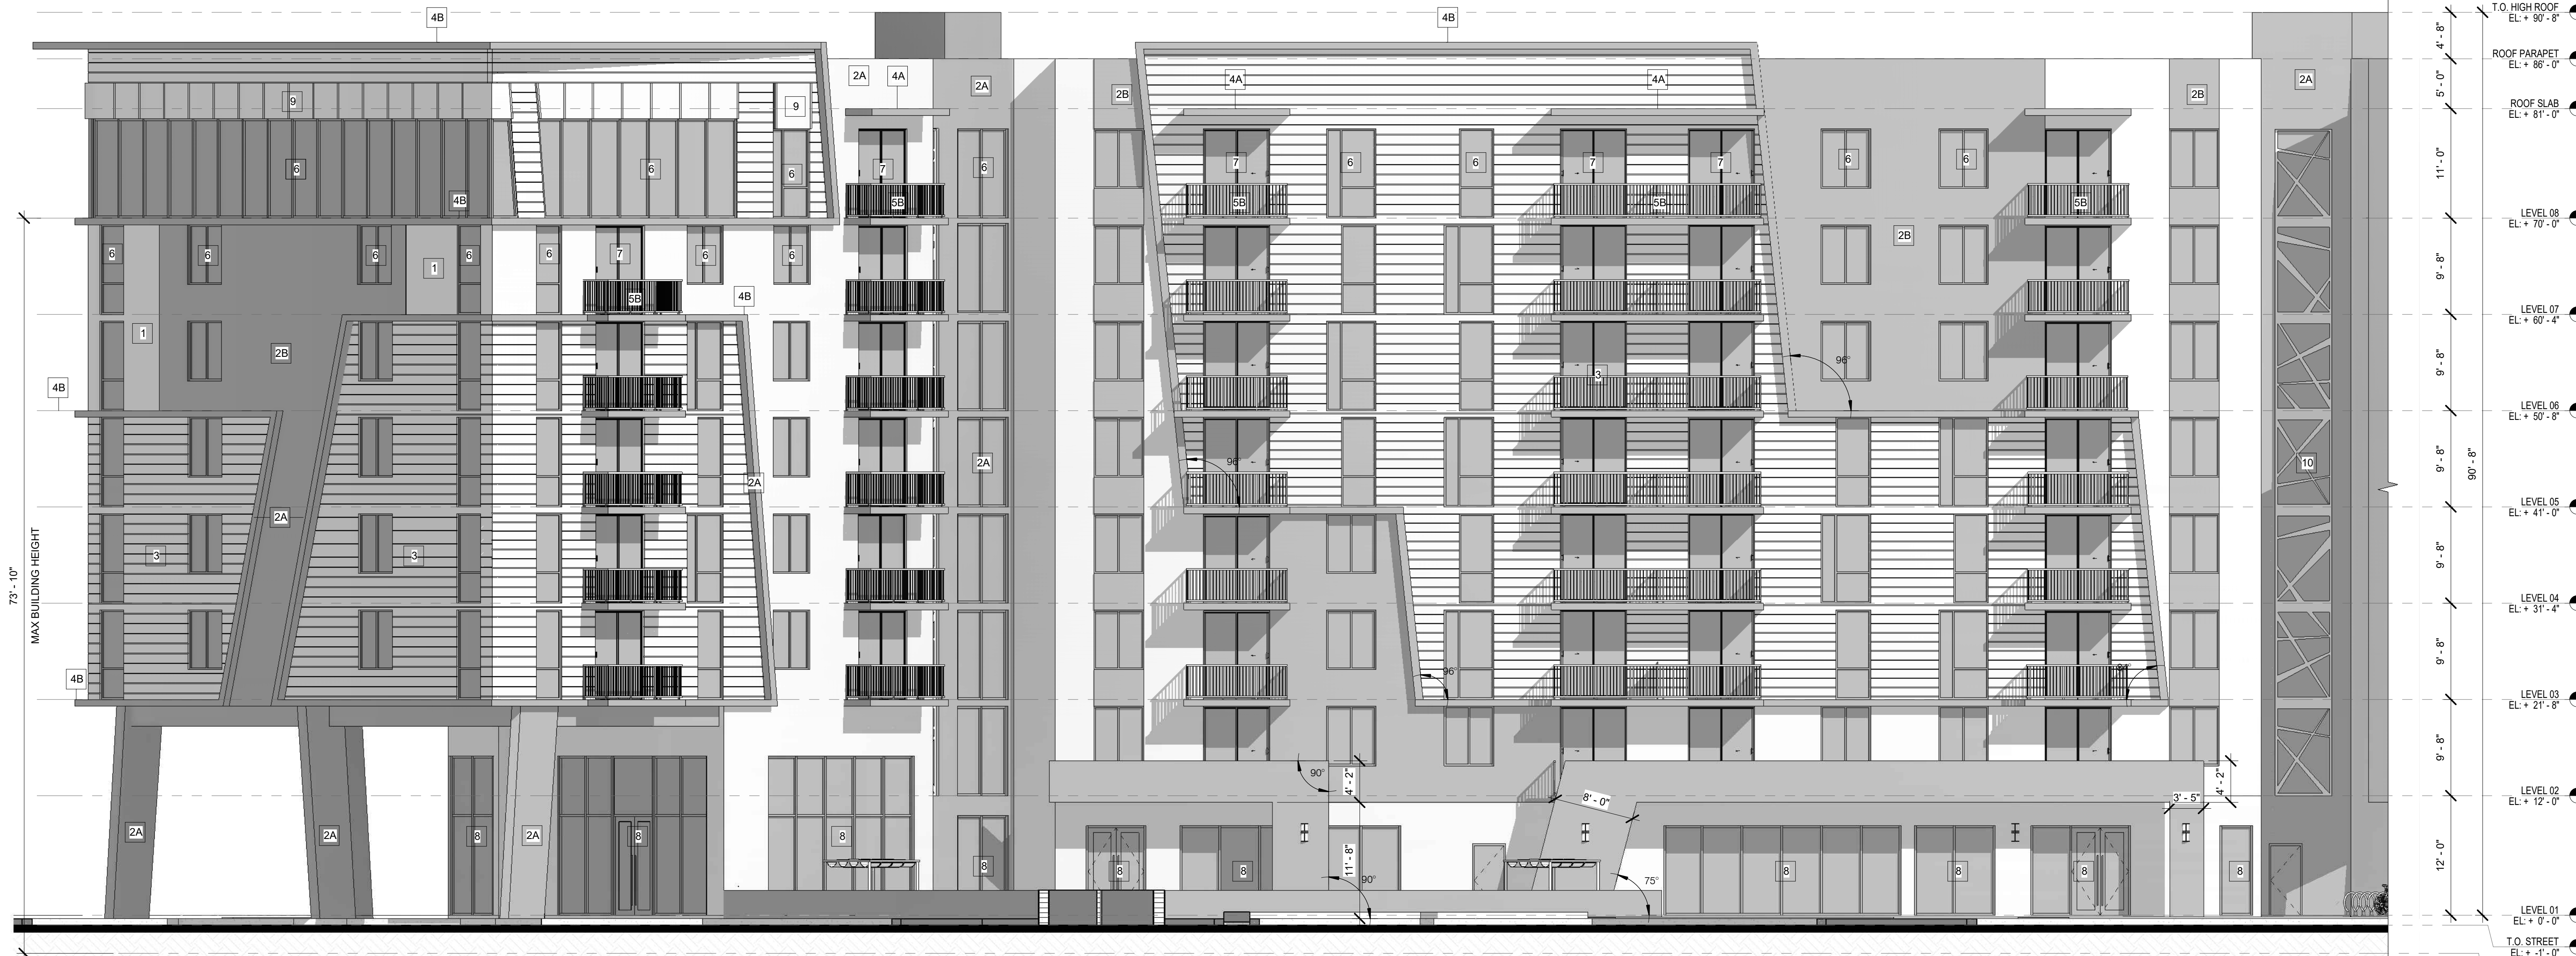 4B
4B
T.O. HIGH ROOF
EL: + 90' - 8"
4' - 8"
ROOF PARAPET
EL: + 86' - 0"
2A
4A
2A
2B
4A
4A
2B
2A
9
9
5' - 0"
ROOF SLAB
EL: + 81' - 0"
6
6
6
7
6
7
6
6
7
7
6
6
11' - 0"
4B
5B
5B
5B
5B
LEVEL 08
EL: + 70' - 0"
6
6
6
1
6
6
7
6
6
2B
9' - 8"
5B
4B
LEVEL 07
EL: + 60' - 4"
1
2B
96°
3
9' - 8"
4B
LEVEL 06
EL: + 50' - 8"
2A
2A
96°
10
9' - 8"
90' - 8"
LEVEL 05
EL: + 41' - 0"
2A
3
3
9' - 8"
73' - 10"
MAX BUILDING HEIGHT
LEVEL 04
EL: + 31' - 4"
9' - 8"
4B
96°
LEVEL 03
EL: + 21' - 8"
9' - 8"
90°
4' - 2"
8' - 0"
3' - 5"
4' - 2"
LEVEL 02
EL: + 12' - 0"
2A
2A
8
2A
8
8
8
8
8
8
8
8
8
11' - 8"
90°
75°
12' - 0"
LEVEL 01
EL: + 0' - 0"
T.O. STREET
EL: + -1' - 0"